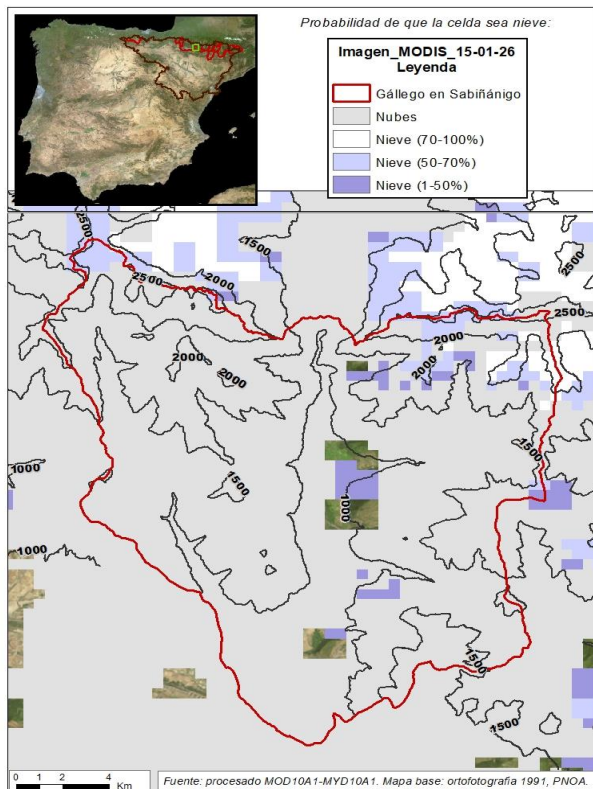 Probabilidad de que la celda sea nieve:
Imagen_MODIS_15-01-26
Leyenda
Gállego en Sabiñánigo
Nubes
Nieve (70-100%)
Nieve (50-70%)
Nieve (1-50%)
2500
1500
2500
2500
2000
2500
2000
2000
2000
2000
1500
1500
1000
1000
1000
1500
1500
0 1 2 4
Km
Fuente: procesado MOD10A1-MYD10A1. Mapa base: ortofotografia 1991, PNOA.